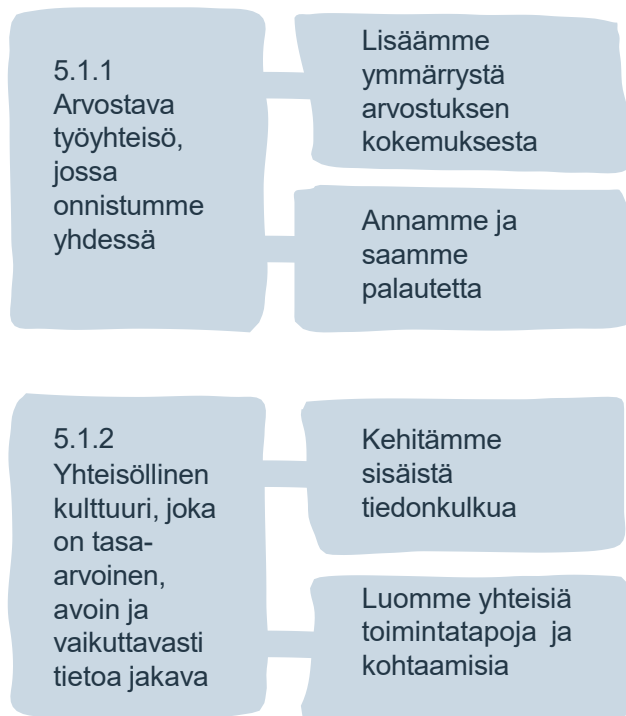 5.1.1
Arvostava
työyhteisö,
jossa
onnistumme
yhdessä
Lisäämme
ymmärrystä
arvostuksen
kokemuksesta
Annamme ja
saamme
palautetta
5.1.2
Yhteisöllinen
kulttuuri, joka
on tasa-
arvoinen,
avoin ja
vaikuttavasti
tietoa jakava
Kehitämme
sisäistä
tiedonkulkua
Luomme yhteisiä
toimintatapoja  ja
kohtaamisia